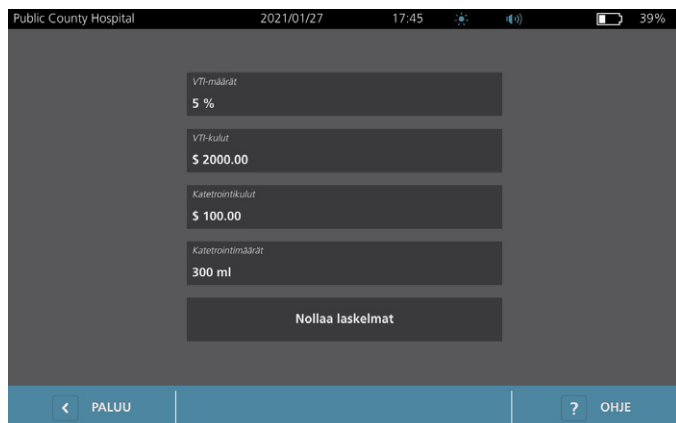 Public County Hospital 2021/01/27 17:45 39%
VTI-määrät
5 %
VTI-kulut
$ 2000.00
Katetrointikulut
$ 100.00
Katetrointimäärät
300 ml
Nollaa laskelmat
< PALUU ? OHJE